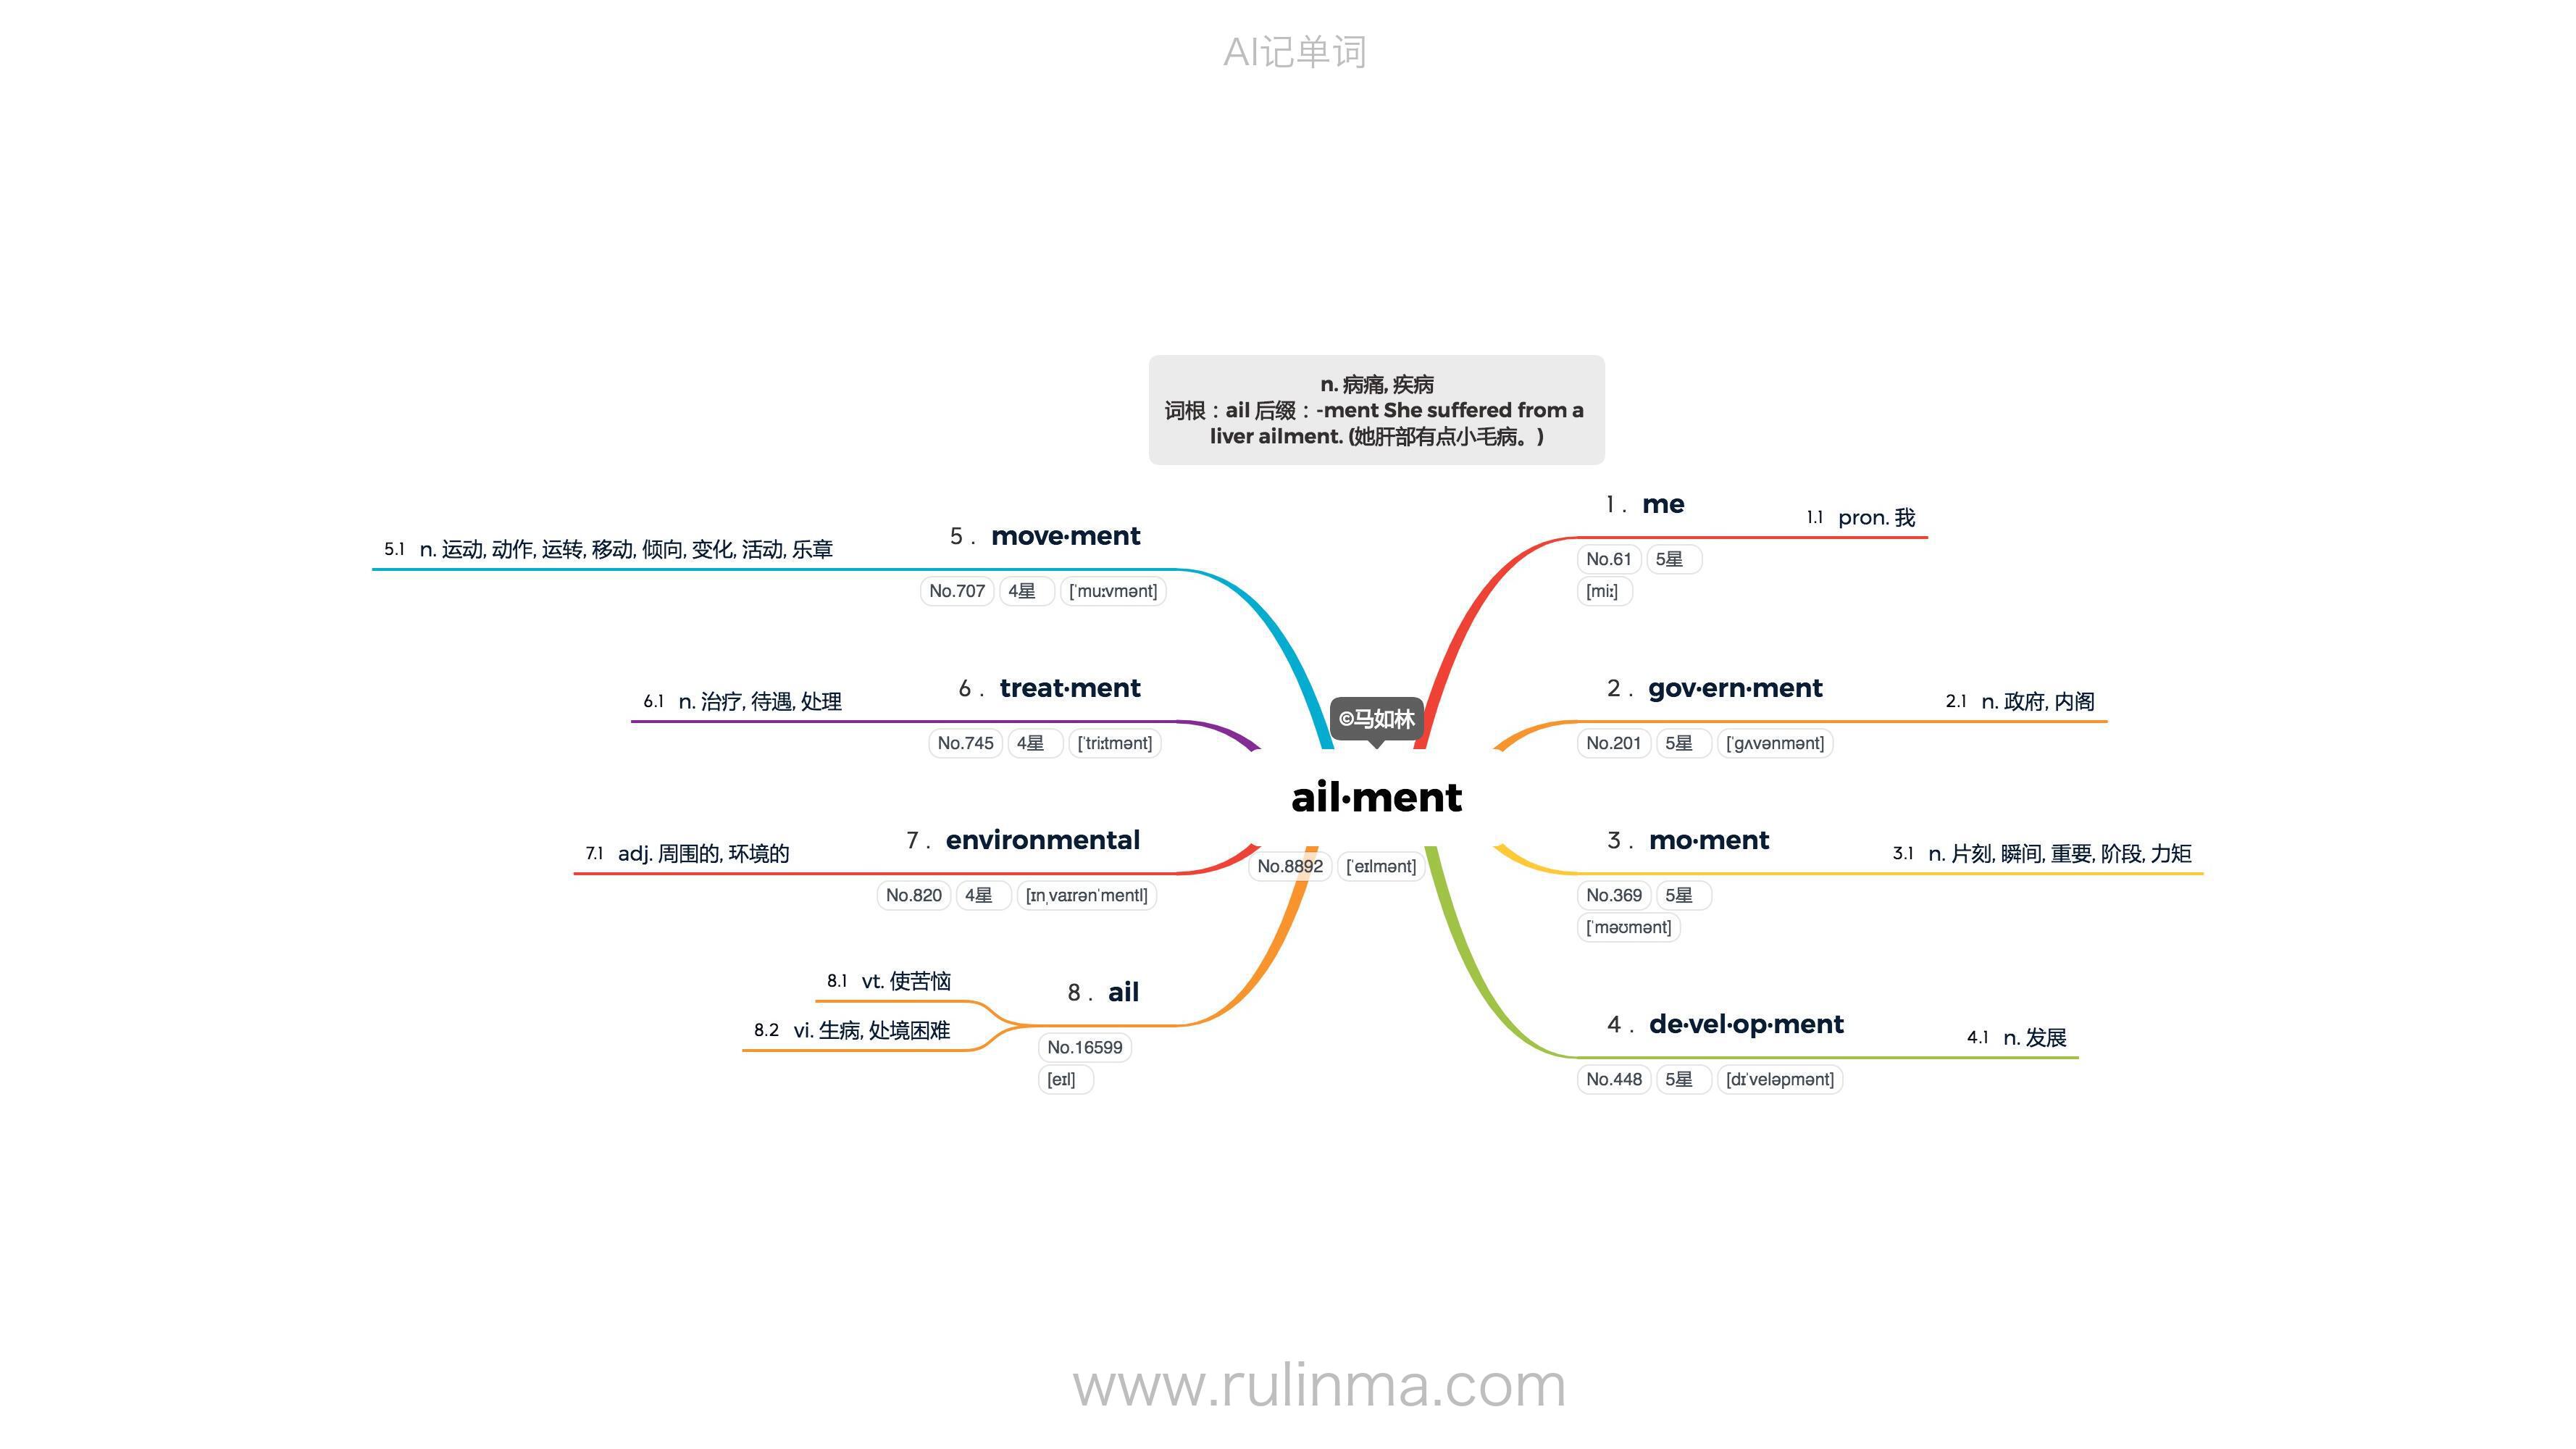 AI记单词
n. 病痛, 疾病
词根：ail 后缀：-ment She suffered from a
liver ailment. (她肝部有点小毛病。)
©马如林
ail·ment
No.8892 [ˈeɪlmənt]
1. me
No.61 5星
[miː]
1.1 pron. 我
2. gov·ern·ment
No.201 5星 [ˈɡʌvənmənt]
2.1 n. 政府, 内阁
3. mo·ment
No.369 5星
[ˈməʊmənt]
3.1 n. 片刻, 瞬间, 重要, 阶段, 力矩
4. de·vel·op·ment
No.448 5星 [dɪˈveləpmənt]
4.1 n. 发展
5. move·ment
No.707 4星 [ˈmuːvmənt]
5.1 n. 运动, 动作, 运转, 移动, 倾向, 变化, 活动, 乐章
6. treat·ment
No.745 4星 [ˈtriːtmənt]
6.1 n. 治疗, 待遇, 处理
7. environmental
No.820 4星 [ɪnˌvaɪrənˈmentl]
7.1 adj. 周围的, 环境的
8. ail
No.16599
[eɪl]
8.1 vt. 使苦恼
8.2 vi. 生病, 处境困难
www.rulinma.com